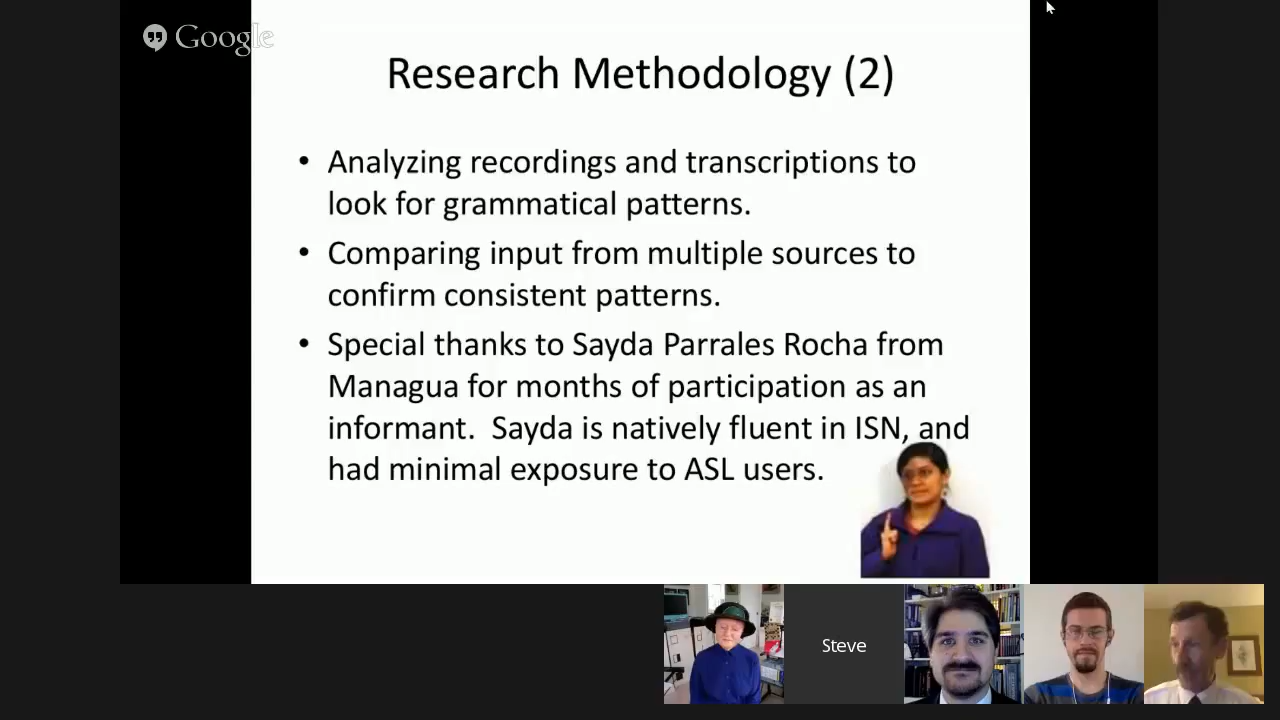 Google
Research Methodology (2)
• Analyzing recordings and transcriptions to
look for grammatical patterns.
• Comparing input from multiple sources to
confirm consistent patterns.
• Special thanks to Sayda Parrales Rocha from
Managua for months of participation as an
informant.  Sayda is natively fluent in ISN, and
had minimal exposure to ASL users.
Steve